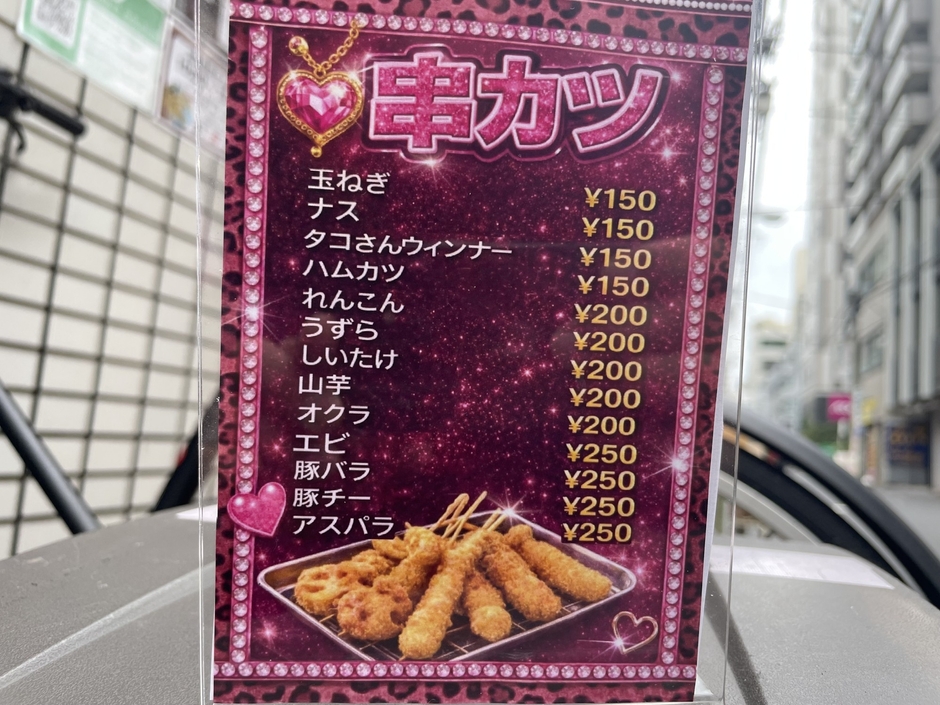 串カツ
玉ねぎ ¥150
ナス ¥150
タコさんウィンナー ¥150
ハムカツ ¥150
れんこん ¥200
うずら ¥200
しいたけ ¥200
山芋 ¥200
オクラ ¥200
エビ ¥250
豚バラ ¥250
豚チー ¥250
アスパラ ¥250